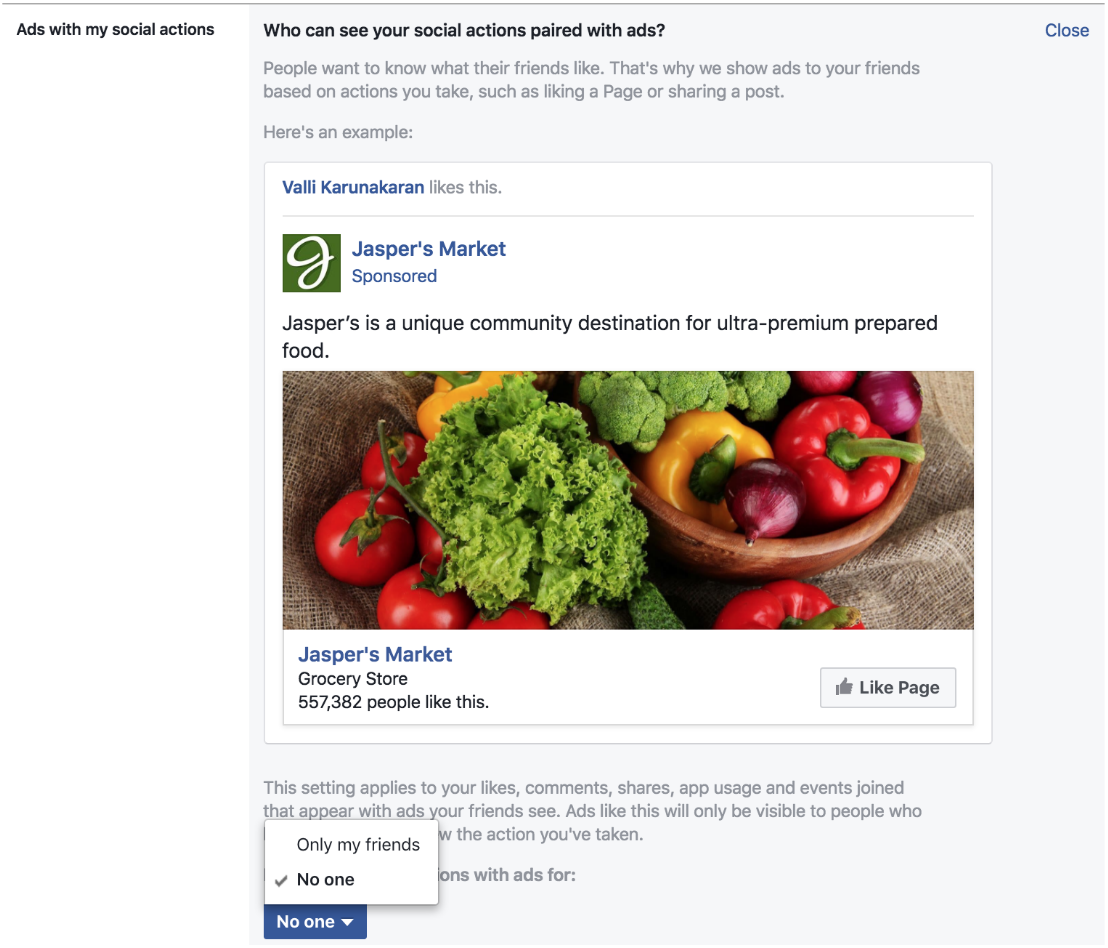 Ads with my social actions
Who can see your social actions paired with ads?
Close
People want to know what their friends like. That's why we show ads to your friends
based on actions you take, such as liking a Page or sharing a post.
Here's an example:
Valli Karunakaran likes this.
Jasper's Market
Sponsored
Jasper’s is a unique community destination for ultra-premium prepared
food.
Jasper's Market
Grocery Store
557,382 people like this.
Like Page
This setting applies to your likes, comments, shares, app usage and events joined
that appear with ads your friends see. Ads like this will only be visible to people who
w the action you've taken.
Only my friends
ons with ads for:
No one
No one